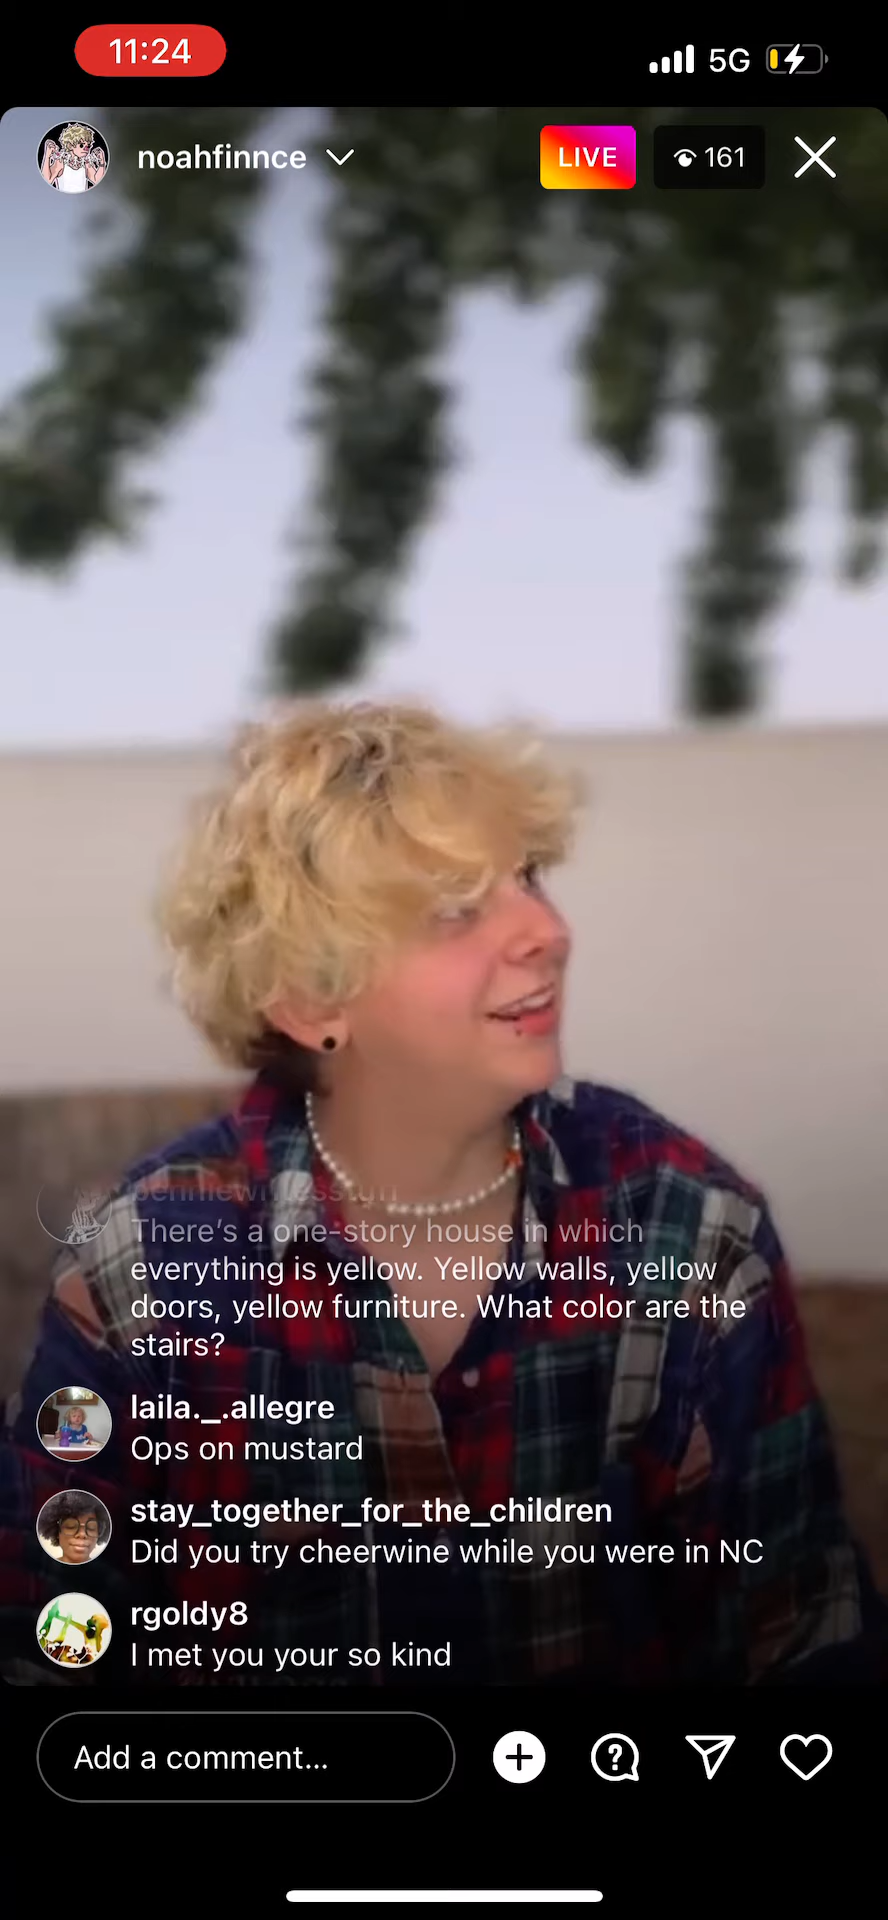 11:24
5G
noahfinnce
LIVE
161
There's a one-story house in which
everything is yellow. Yellow walls, yellow
doors, yellow furniture. What color are the
stairs?
laila._.allegre
Ops on mustard
stay_together_for_the_children
Did you try cheerwine while you were in NC
rgoldy8
I met you your so kind
Add a comment...